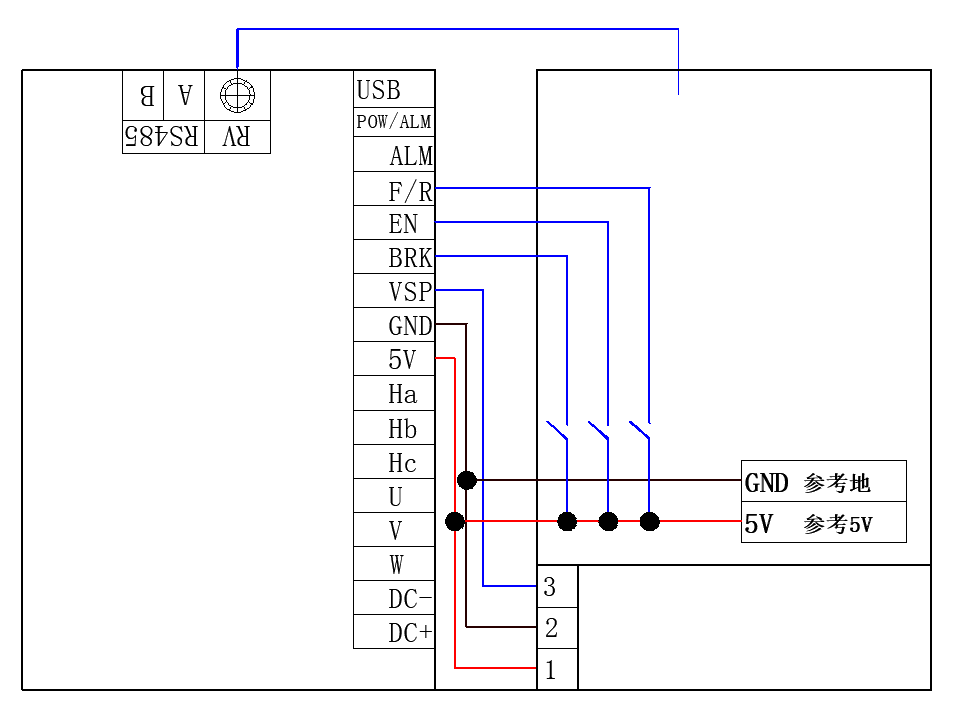 B A
RS485 RV
USB
POW/ALM
ALM
F/R
EN
BRK
VSP
GND
5V
Ha
Hb
Hc
U
V
W
DC-
DC+
GND 参考地
5V 参考5V
3
2
1